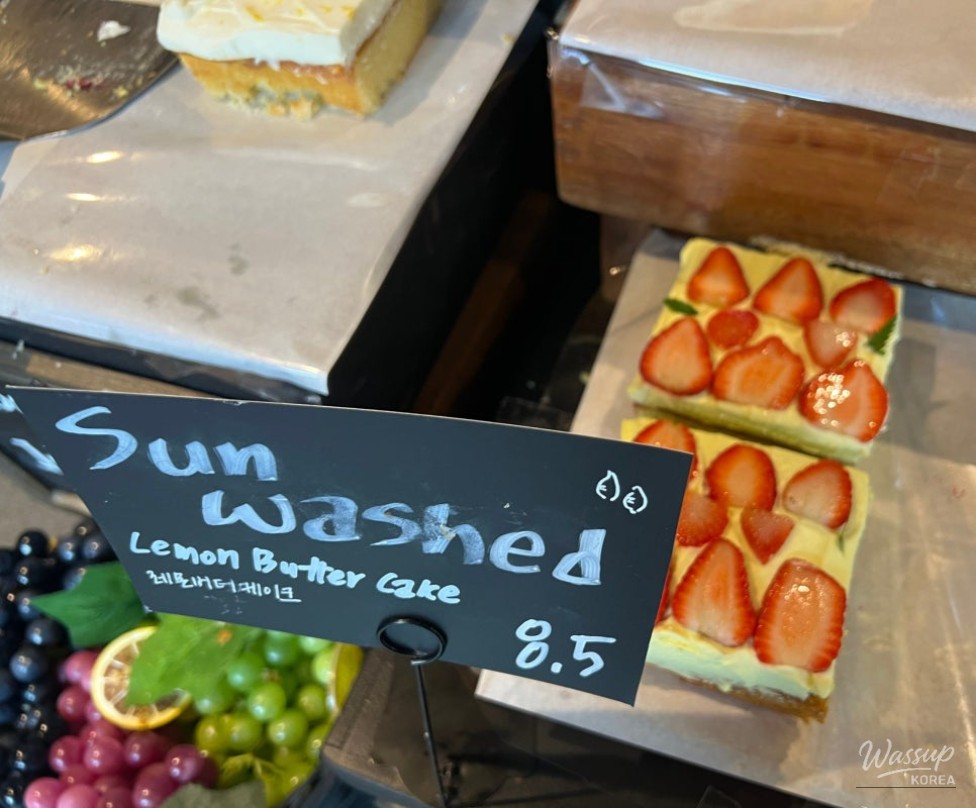 Sun
washed
Lemon Butter Cake
레몬버터케이크
8.5
Wassup
KOREA